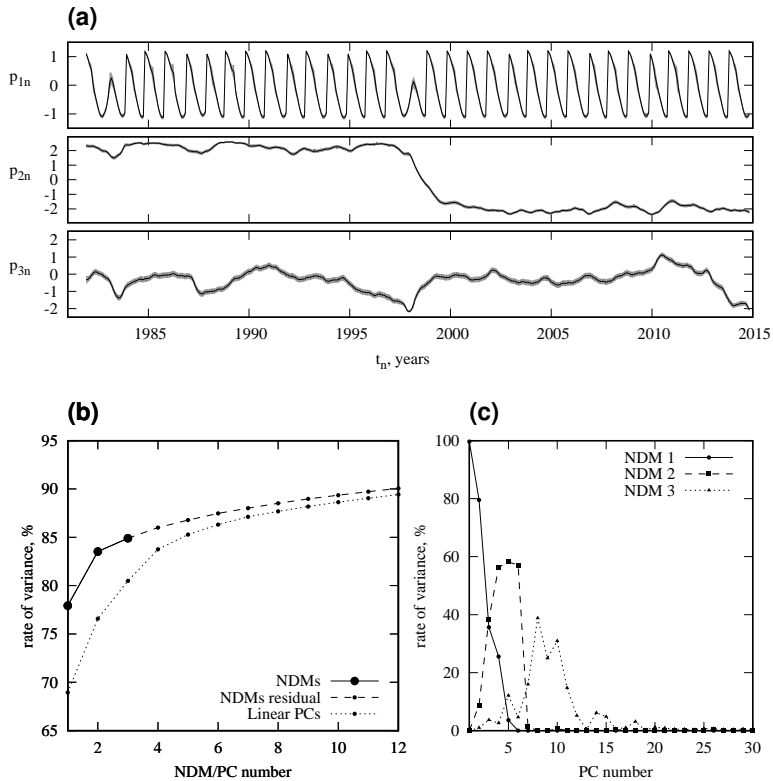 (a)
p1n
1
0
-1
p2n
2
1
0
-1
-2
p3n
2
1
0
-1
-2
1985 1990 1995 2000 2005 2010 2015
tn, years
(b)
95
90
85
80
75
70
65
rate of variance, %
NDMs
NDMs residual
Linear PCs
2 4 6 8 10 12
NDM/PC number
(c)
100
80
60
40
20
0
rate of variance, %
NDM 1
NDM 2
NDM 3
5 10 15 20 25 30
PC number